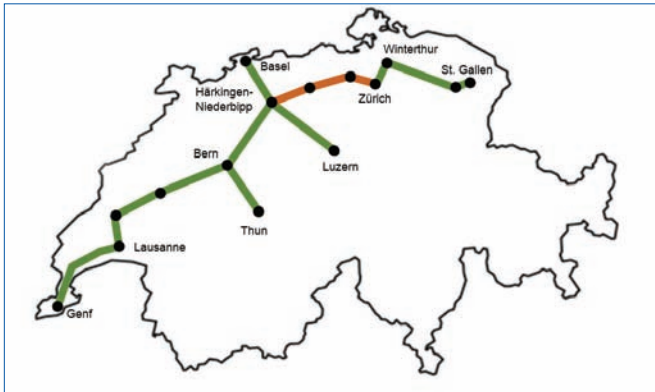 Basel
Winterthur
St. Gallen
Härkingen-
Niederbipp
Zürich
Bern
Luzern
Thun
Lausanne
Genf